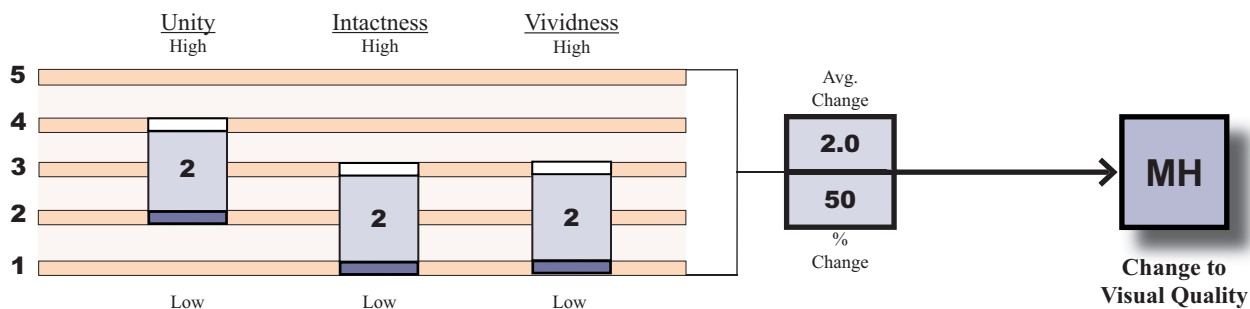 Unity Intactness Vividness
High High High
5
4
3
2
1
2
2
2
Low Low Low
Avg.
Change
2.0
50
%
Change
MH
Change to
Visual Quality